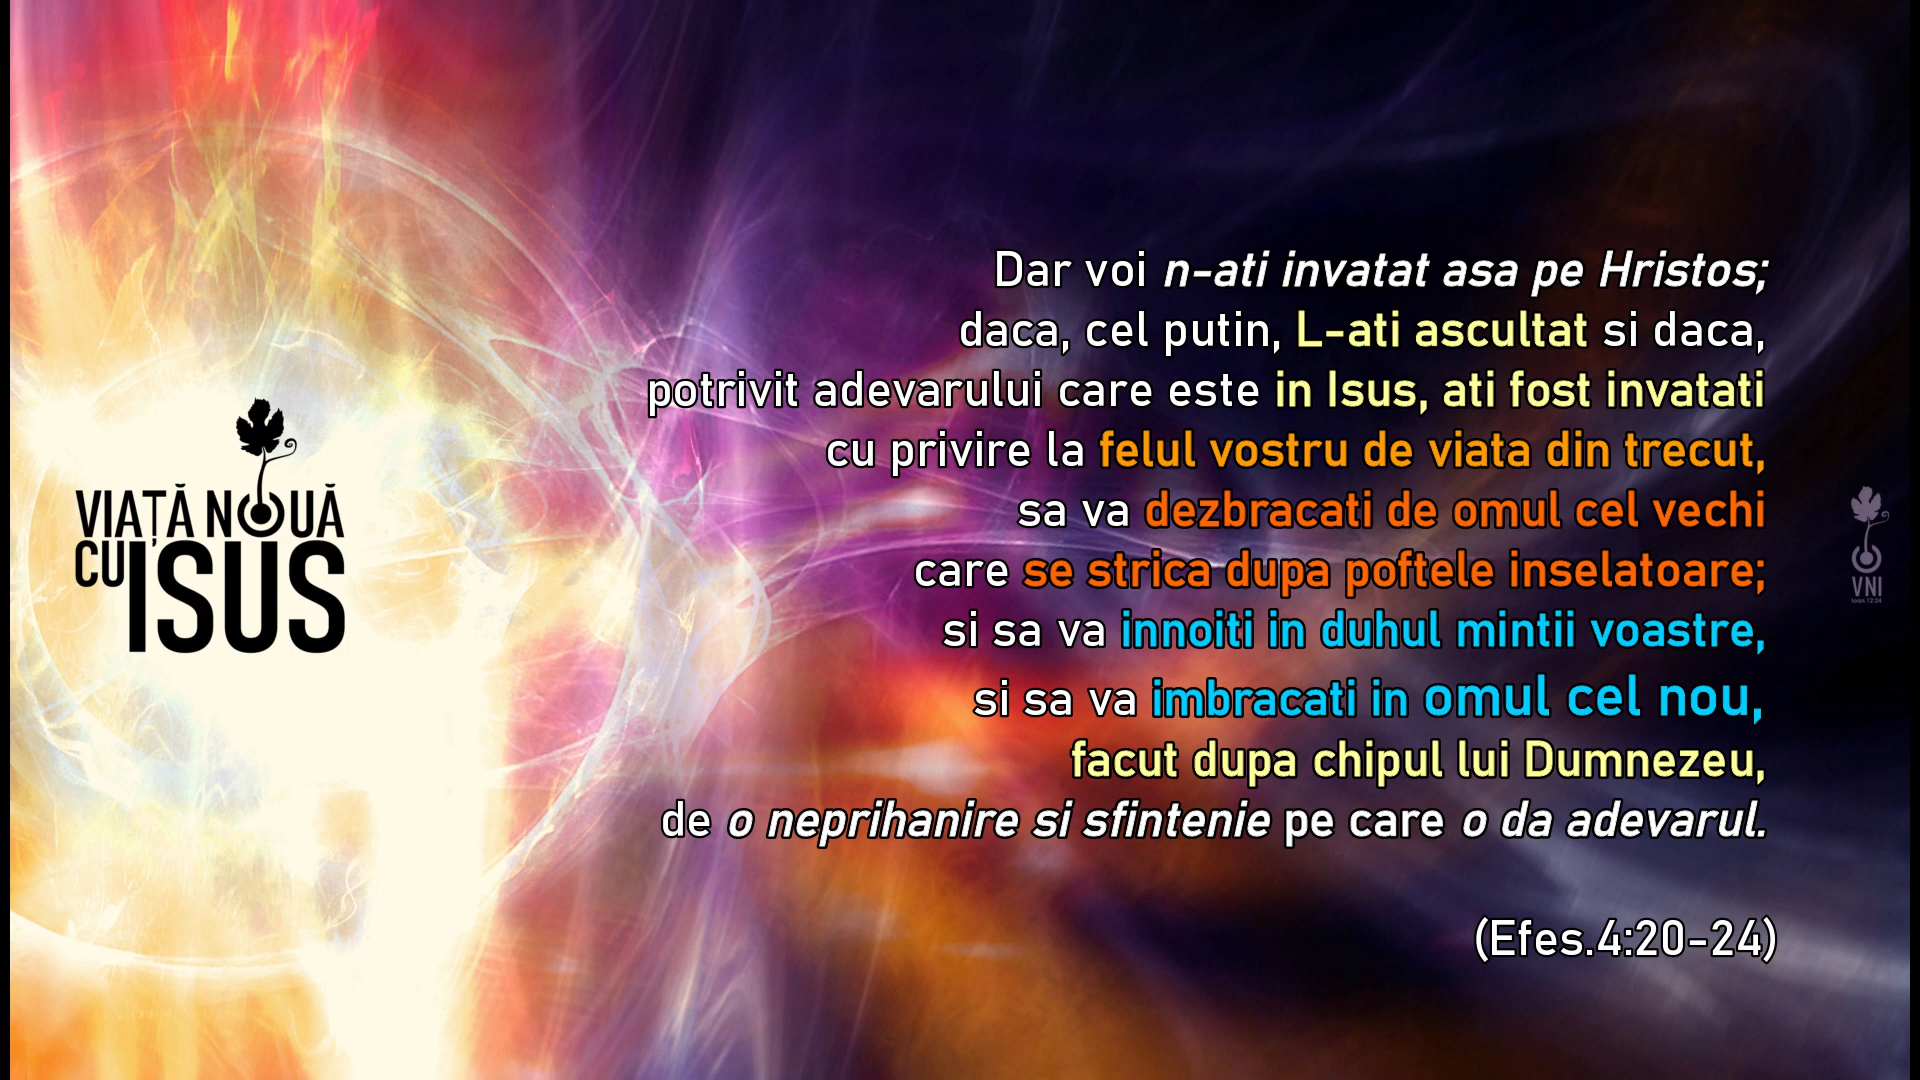 VIAȚĂ NOUĂ
CU ISUS
Dar voi n-ati invatat asa pe Hristos;
daca, cel putin, L-ati ascultat si daca,
potrivit adevarului care este in Isus, ati fost invatati
cu privire la felul vostru de viata din trecut,
sa va dezbracati de omul cel vechi
care se strica dupa poftele inselatoare;
si sa va innoiti in duhul mintii voastre,
si sa va imbracati in omul cel nou,
facut dupa chipul lui Dumnezeu,
de o neprihanire si sfintenie pe care o da adevarul.
(Efes.4:20-24)
VNI
Ioan.12:24